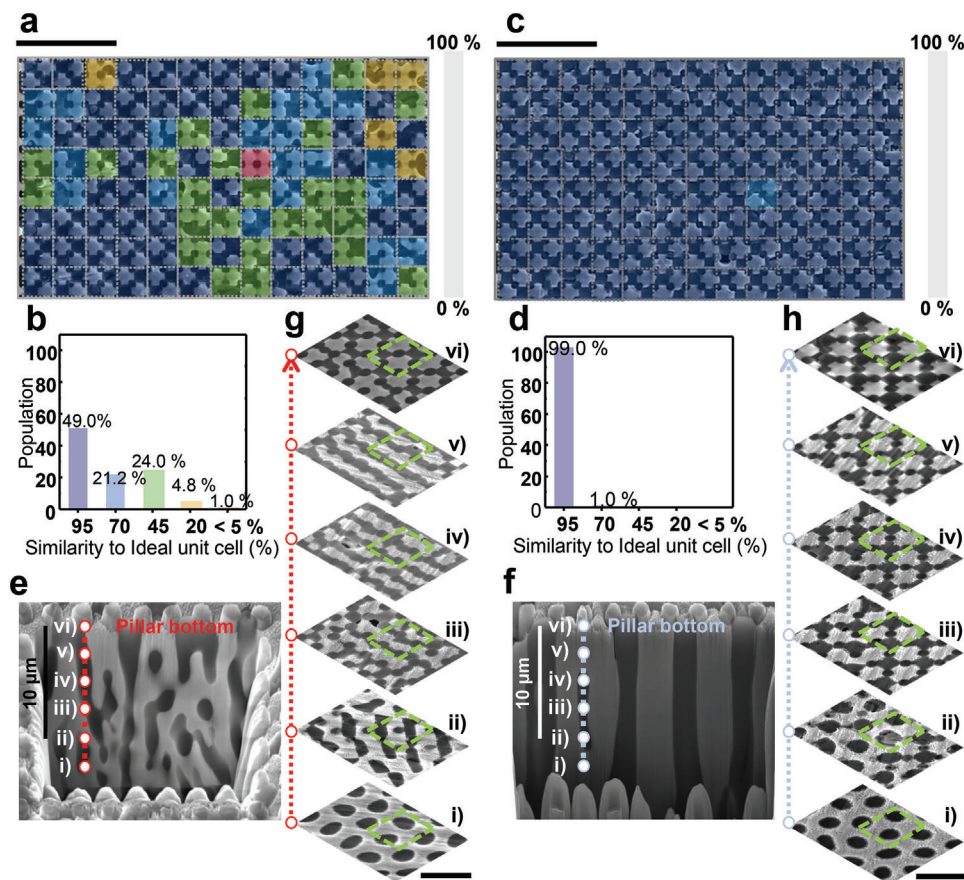 a
100 %
0 %
c
100 %
0 %
b
100
80
60
40
20
0
Population
49.0%
21.2 %
24.0 %
4.8 %
1.0 %
95 70 45 20 < 5 %
Similarity to Ideal unit cell (%)
d
100
80
60
40
20
0
Population
99.0 %
1.0 %
95 70 45 20 < 5 %
Similarity to Ideal unit cell (%)
e
Pillar bottom
10 µm
vi)
v)
iv)
iii)
ii)
i)
g
vi)
v)
iv)
iii)
ii)
i)
f
Pillar bottom
10 µm
vi)
v)
iv)
iii)
ii)
i)
h
vi)
v)
iv)
iii)
ii)
i)